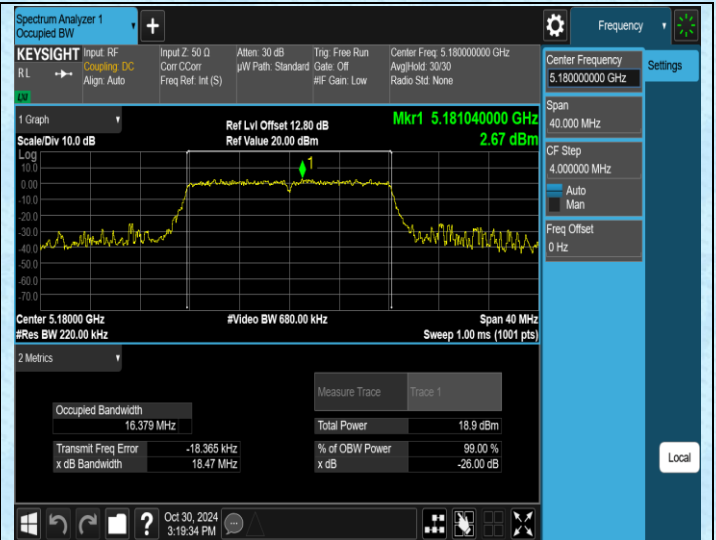 Spectrum Analyzer 1
Occupied BW
Frequency
KEYSIGHT
RL
LXI
Input: RF
Coupling: DC
Align: Auto
Input Z: 50 Ω
Corr CCorr
Freq Ref: Int (S)
Atten: 30 dB
µW Path: Standard
Trig: Free Run
Gate: Off
#IF Gain: Low
Center Freq: 5.180000000 GHz
Avg|Hold: 30/30
Radio Std: None
Center Frequency
5.180000000 GHz
Settings
Span
40.000 MHz
CF Step
4.000000 MHz
Auto
Man
Freq Offset
0 Hz
1 Graph
Scale/Div 10.0 dB
Ref Lvl Offset 12.80 dB
Ref Value 20.00 dBm
Mkr1 5.181040000 GHz
2.67 dBm
Log
1
10.0
0.00
-10.0
-20.0
-30.0
-40.0
-50.0
-60.0
-70.0
Center 5.18000 GHz
#Res BW 220.00 kHz
#Video BW 680.00 kHz
Span 40 MHz
Sweep 1.00 ms (1001 pts)
2 Metrics
Measure Trace Trace 1
Occupied Bandwidth
16.379 MHz
Total Power 18.9 dBm
Transmit Freq Error -18.365 kHz
% of OBW Power 99.00 %
x dB Bandwidth 18.47 MHz
x dB -26.00 dB
Local
?
Oct 30, 2024
3:19:34 PM